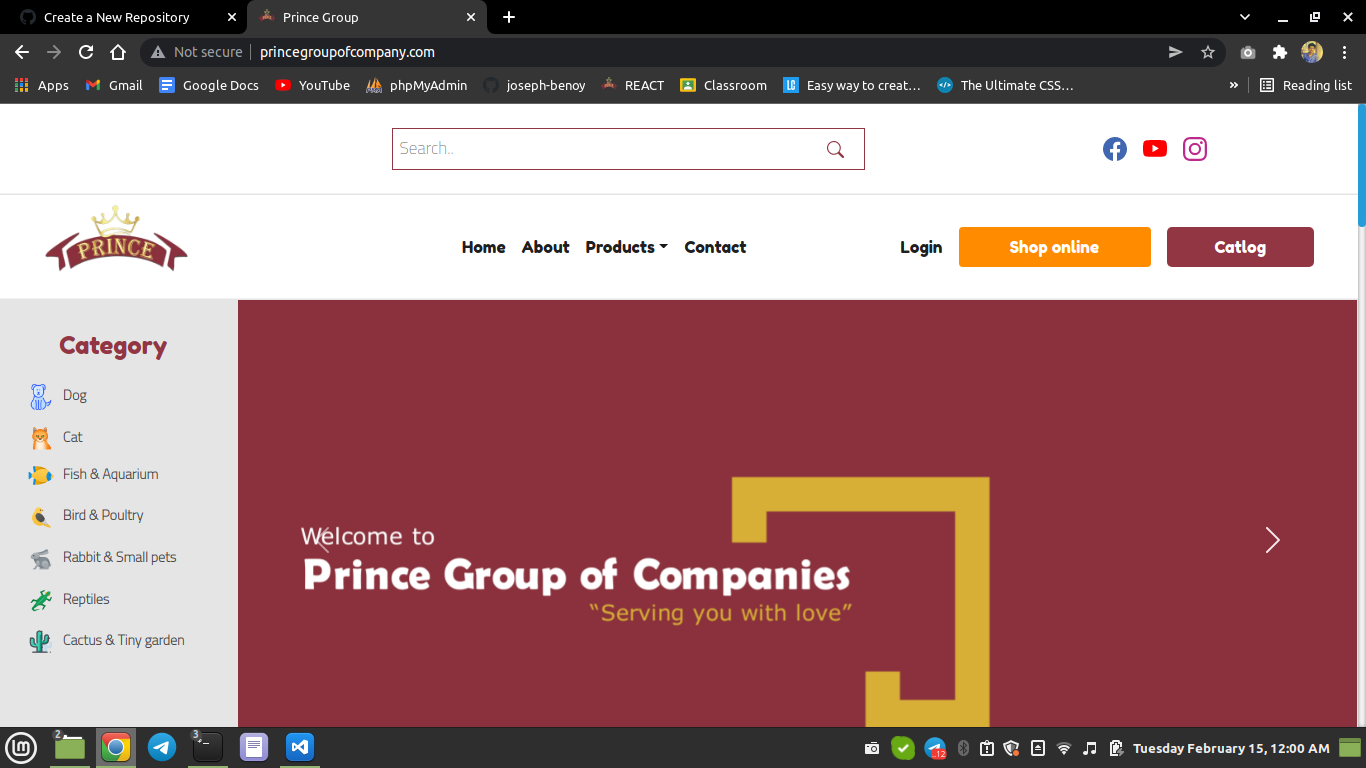 Create a New Repository
Prince Group
Not secure princegroupofcompany.com
Apps Gmail Google Docs YouTube phpMyAdmin joseph-benoy REACT Classroom Easy way to creat… The Ultimate CSS… » Reading list
Search..
PRINCE
Home About Products Contact Login Shop online Catlog
Category
Dog
Cat
Fish & Aquarium
Bird & Poultry
Rabbit & Small pets
Reptiles
Cactus & Tiny garden
Welcome to
Prince Group of Companies
“Serving you with love”
2 3 12 Tuesday February 15, 12:00 AM